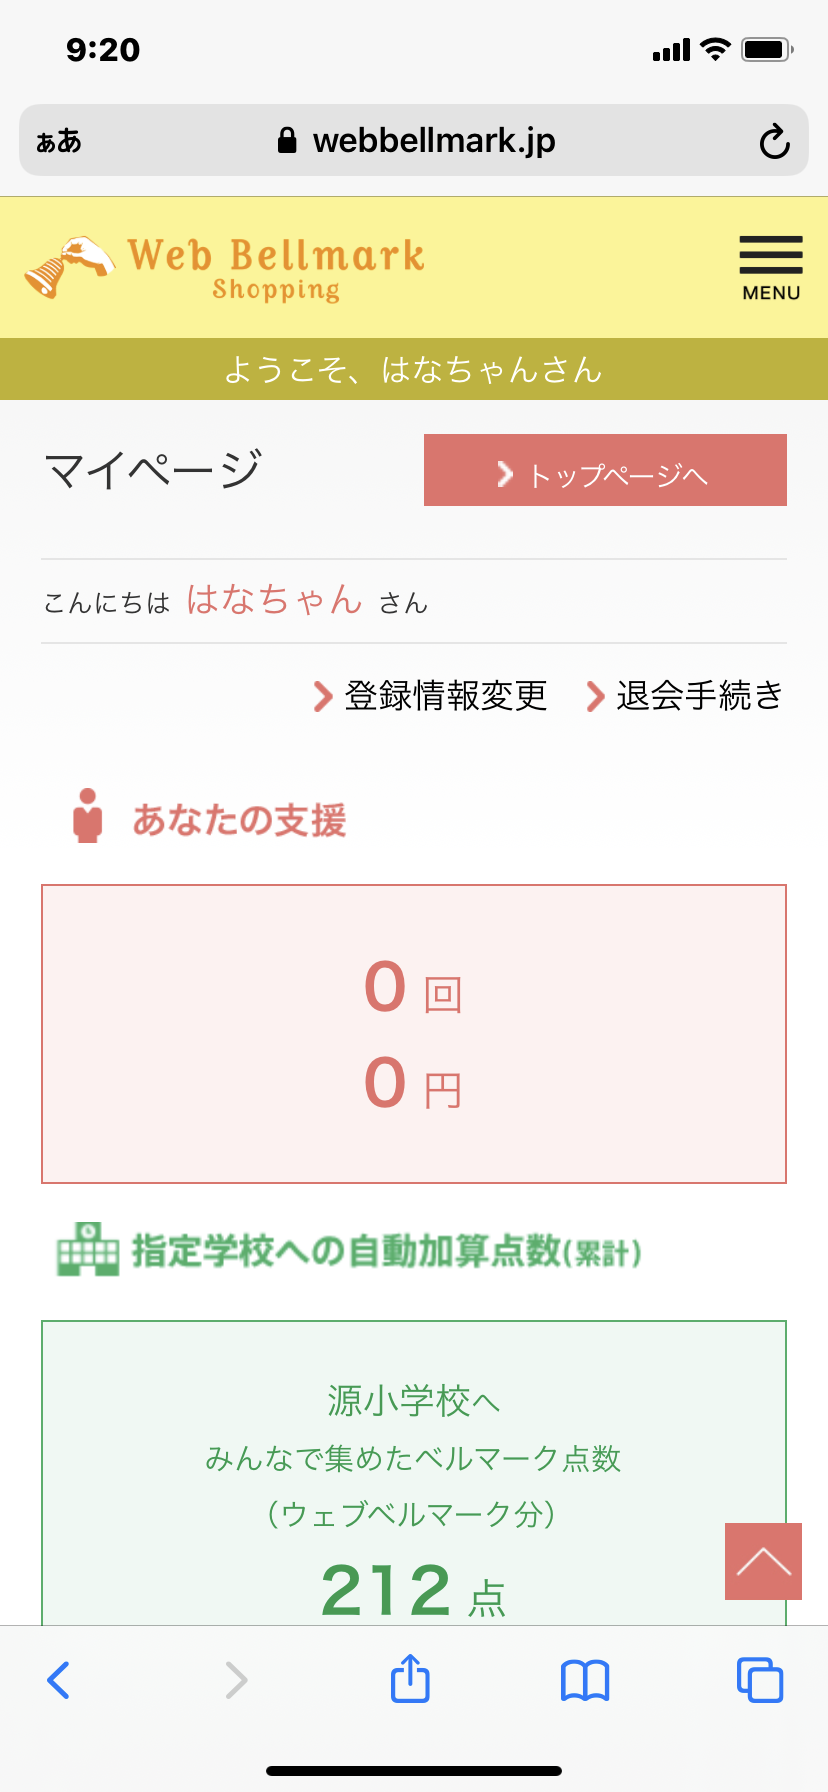 9:20
ぁあ webbellmark.jp
Web Bellmark
Shopping
MENU
ようこそ、はなちゃんさん
マイページ
トップページへ
こんにちは はなちゃん さん
登録情報変更 退会手続き
あなたの支援
0 回
0 円
指定学校への自動加算点数(累計)
源小学校へ
みんなで集めたベルマーク点数
（ウェブベルマーク分）
212 点